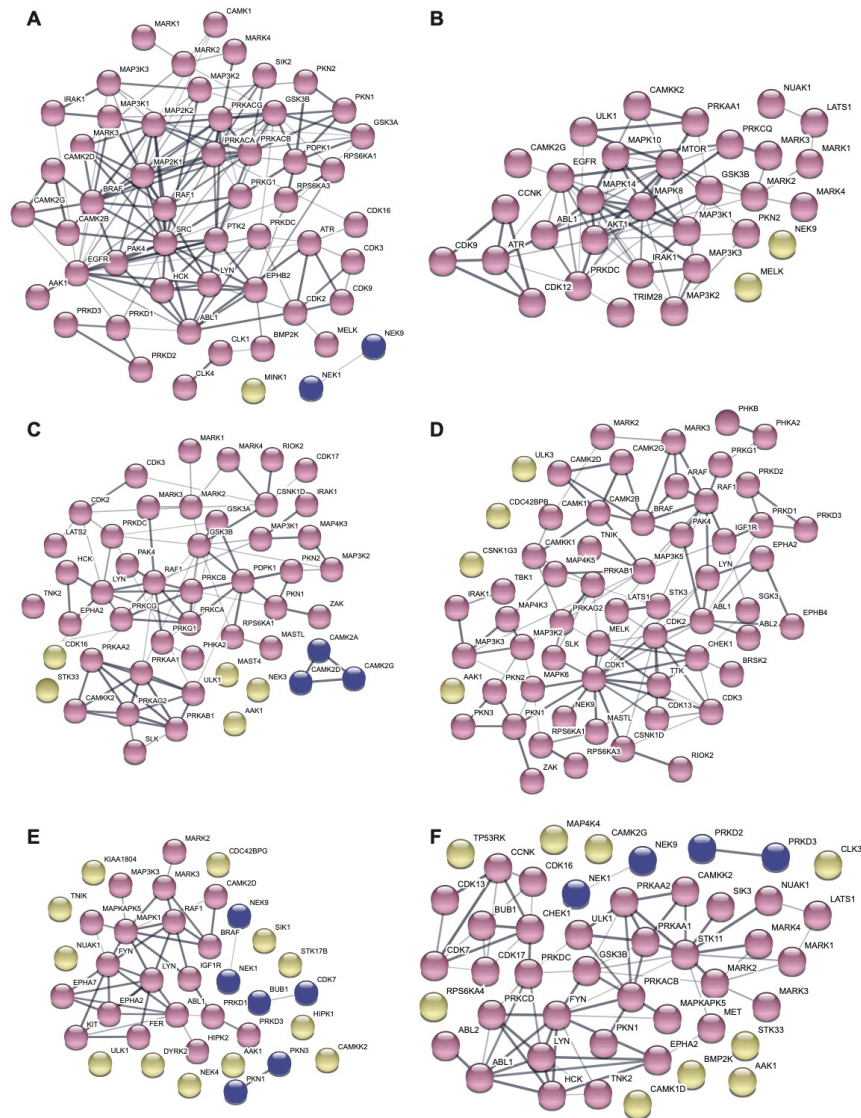 A
CAMK1
MARK1
MARK4
MARK2
MAP3K3
MAP3K2
SIK2
PKN2
IRAK1
MAP3K1
MAP2K2
PRKACG
GSK3B
PKN1
GSK3A
MARK3
PRKACA
PRKACB
CAMK2D
MAP2K1
PDPK1
RPS6KA1
BRAF
RAF1
PRKG1
RPS6KA3
CAMK2G
CAMK2B
SRC
PTK2
PRKDC
CDK16
ATR
PAK4
EGFR
CDK3
HCK
LYN
EPHB2
AAK1
CDK9
CDK2
PRKD3
PRKD1
ABL1
BMP2K
MELK
NEK9
CLK1
PRKD2
CLK4
MINK1
NEK1
B
CAMKK2
NUAK1
PRKAA1
LATS1
ULK1
MAPK10
PRKCQ
MTOR
MARK3
CAMK2G
EGFR
MARK1
GSK3B
MARK2
CCNK
MAPK14
MAPK8
MARK4
ABL1
AKT1
MAP3K1
PKN2
CDK9
ATR
NEK9
IRAK1
MAP3K3
PRKDC
MELK
CDK12
TRIM28
MAP3K2
C
MARK1
MARK4
RIOK2
CDK17
CDK3
CSNK1D
IRAK1
CDK2
MARK3
MARK2
GSK3A
PRKDC
MAP3K1
MAP4K3
LATS2
GSK3B
HCK
PAK4
RAF1
PDPK1
PKN2
MAP3K2
LYN
PRKCB
TNK2
EPHA2
PRKCG
PRKCA
PKN1
ZAK
PRKG1
RPS6KA1
MASTL
CDK16
PRKAA2
PHKA2
CAMK2A
PRKAA1
MAST4
STK33
ULK1
NEK3
CAMK2D
CAMK2G
CAMKK2
PRKAG2
AAK1
PRKAB1
SLK
D
PHKB
MARK2
MARK3
PHKA2
CAMK2G
PRKG1
ULK3
CAMK2D
ARAF
RAF1
PRKD2
CDC42BPB
CAMK1
CAMK2B
BRAF
PRKD1
PAK4
IGF1R
PRKD3
TNIK
CSNK1G3
CAMKK1
MAP3K5
EPHA2
MAP4K5
LYN
TBK1
PRKAB1
IRAK1
SGK3
MAP4K3
PRKAG2
LATS1
STK3
ABL1
ABL2
EPHB4
CDK2
MAP3K3
MAP3K2
MELK
CHEK1
SLK
CDK1
BRSK2
AAK1
PKN2
MAPK6
TTK
PKN3
NEK9
CDK13
CDK3
PKN1
MASTL
RPS6KA1
CSNK1D
RPS6KA3
RIOK2
ZAK
E
MARK2
KIAA1804
CDC42BPG
MAP3K3
MARK3
CAMK2D
TNIK
MAPKAPK5
RAF1
NEK9
MAPK1
BRAF
SIK1
NUAK1
FYN
STK17B
LYN
IGF1R
NEK1
EPHA7
BUB1
CDK7
EPHA2
ABL1
PRKD1
HIPK1
KIT
FER
PRKD3
HIPK2
ULK1
DYRK2
AAK1
PKN3
CAMKK2
NEK4
PKN1
F
MAP4K4
TP53RK
CAMK2G
PRKD2
CCNK
NEK9
PRKD3
CDK16
CLK3
NEK1
CDK13
PRKAA2
CAMKK2
BUB1
SIK3
NUAK1
CHEK1
ULK1
LATS1
PRKAA1
STK11
MARK4
CDK7
CDK17
PRKDC
GSK3B
MARK1
MARK2
PRKACB
RPS6KA4
PRKCD
MARK3
FYN
MAPKAPK5
MET
ABL2
PKN1
STK33
LYN
EPHA2
ABL1
BMP2K
AAK1
HCK
TNK2
CAMK1D